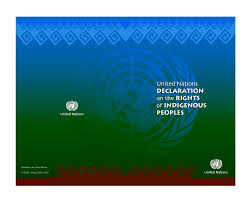 United Nations
DECLARATION
on the RIGHTS
of INDIGENOUS
PEOPLES
United Nations
United Nations